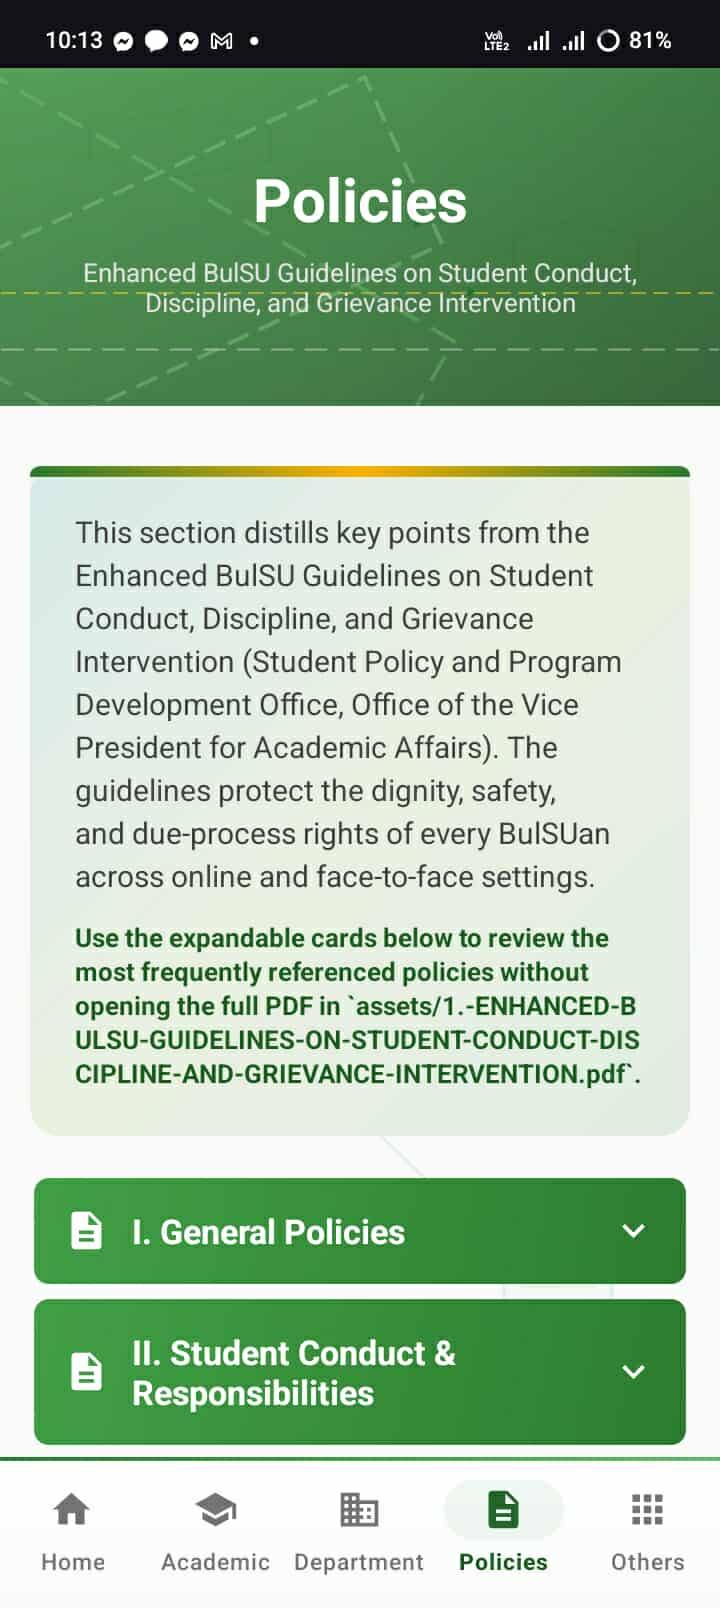 10:13
Vo) LTE2
81%
Policies
Enhanced BulSU Guidelines on Student Conduct,
Discipline, and Grievance Intervention
This section distills key points from the
Enhanced BulSU Guidelines on Student
Conduct, Discipline, and Grievance
Intervention (Student Policy and Program
Development Office, Office of the Vice
President for Academic Affairs). The
guidelines protect the dignity, safety,
and due-process rights of every BulSUan
across online and face-to-face settings.
Use the expandable cards below to review the
most frequently referenced policies without
opening the full PDF in `assets/1.-ENHANCED-B
ULSU-GUIDELINES-ON-STUDENT-CONDUCT-DIS
CIPLINE-AND-GRIEVANCE-INTERVENTION.pdf`.
I. General Policies
II. Student Conduct &
Responsibilities
Home
Academic
Department
Policies
Others